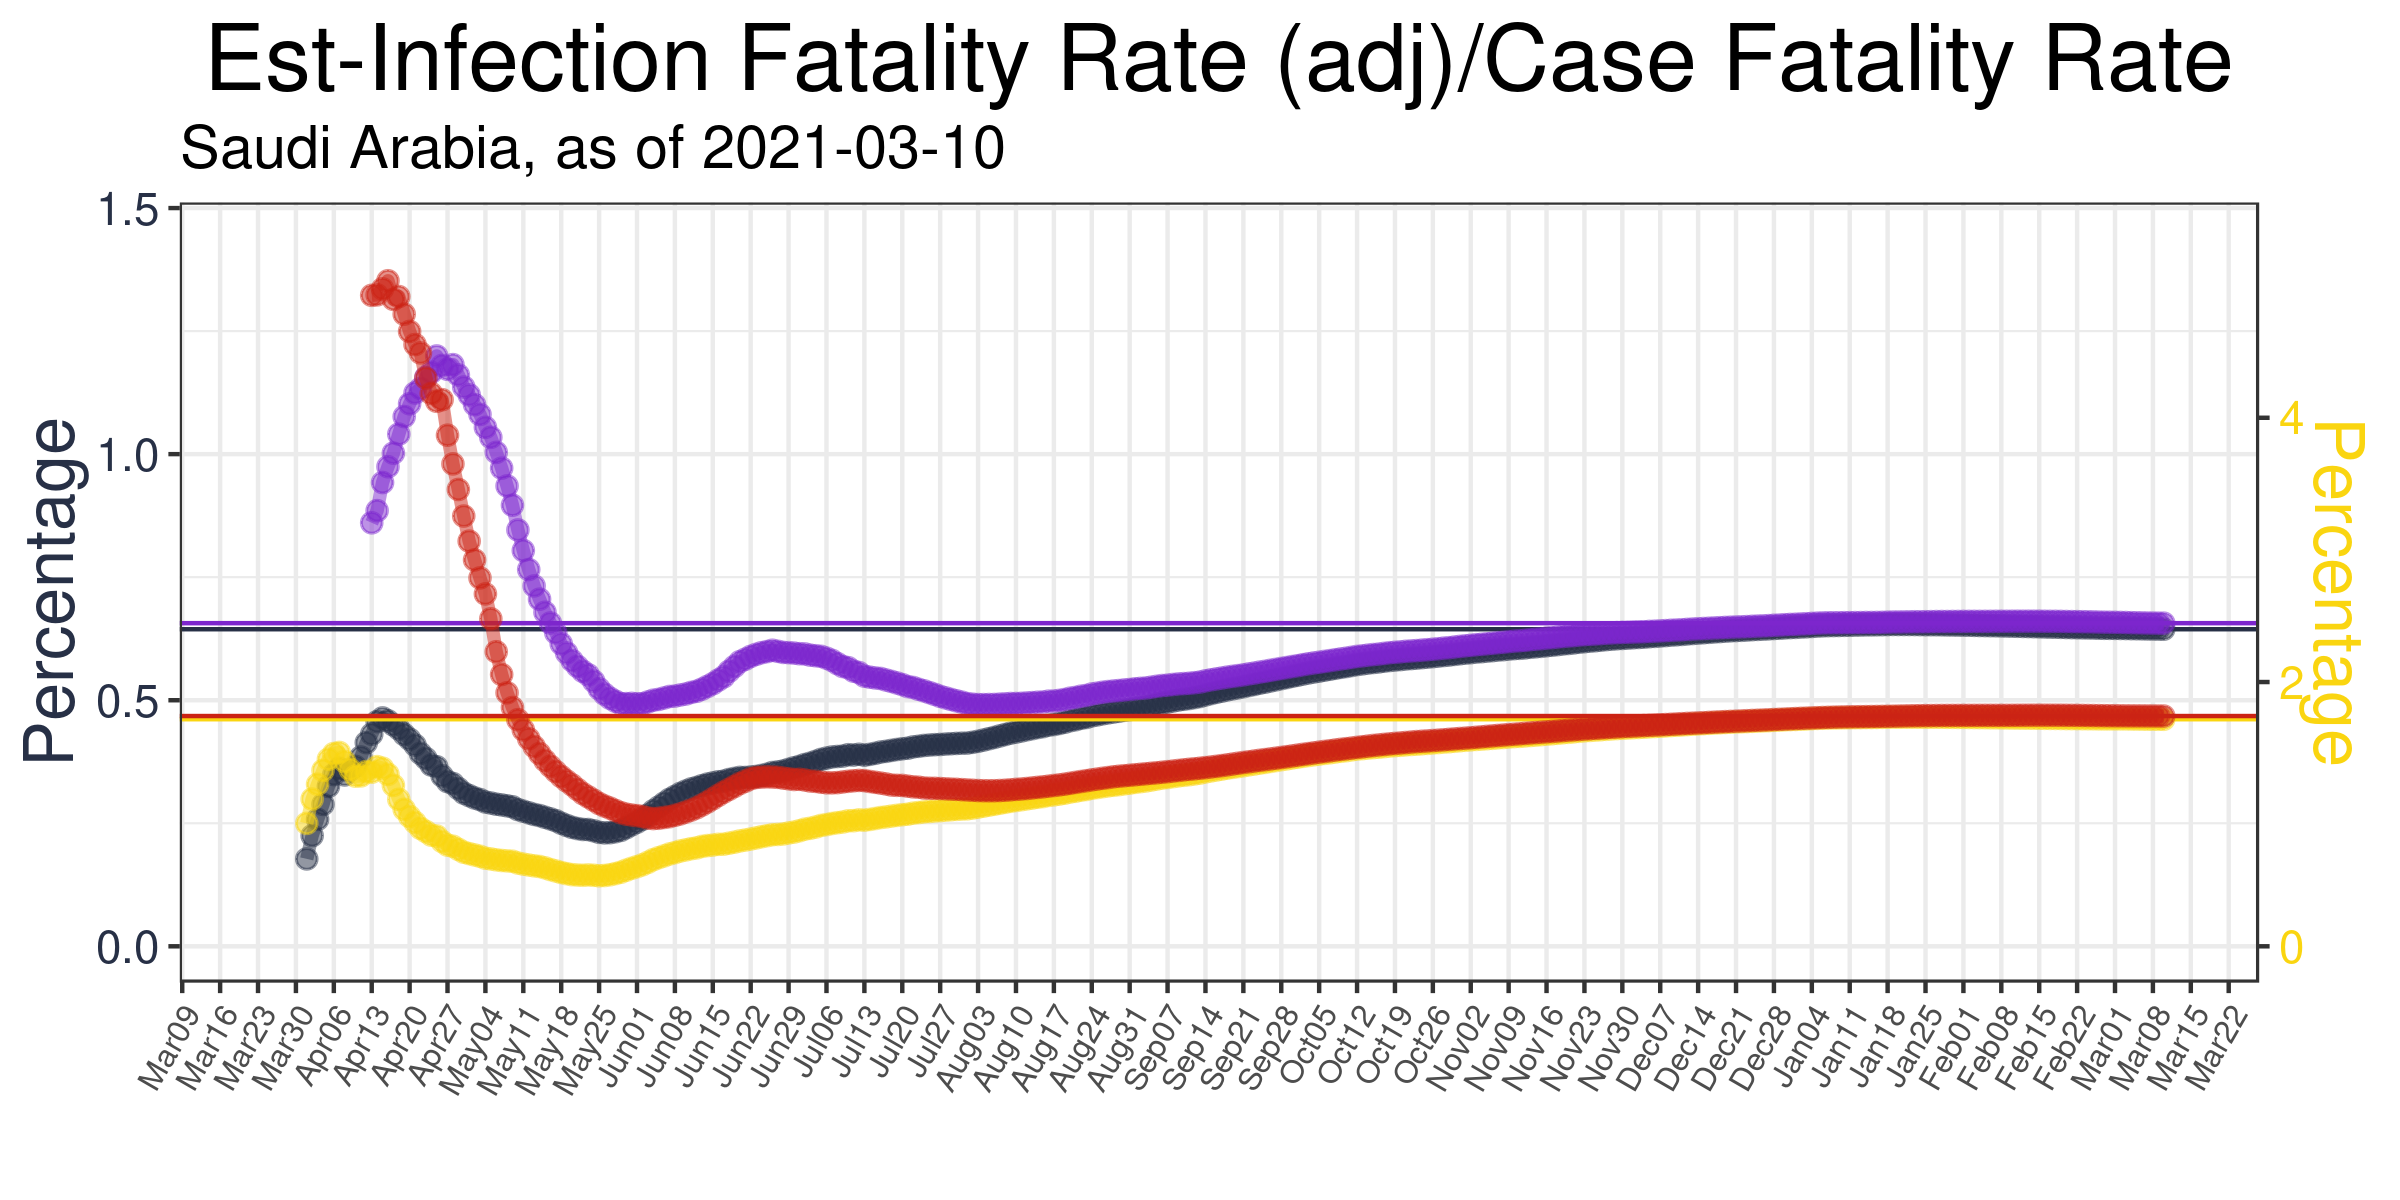 Est-Infection Fatality Rate (adj)/Case Fatality Rate
Saudi Arabia, as of 2021-03-10
Percentage
1.5
1.0
0.5
0.0
4
2
0
Percentage
Mar09 Mar16 Mar23 Mar30 Apr06 Apr13 Apr20 Apr27 May04 May11 May18 May25 Jun01 Jun08 Jun15 Jun22 Jun29 Jul06 Jul13 Jul20 Jul27 Aug03 Aug10 Aug17 Aug24 Aug31 Sep07 Sep14 Sep21 Sep28 Oct05 Oct12 Oct19 Oct26 Nov02 Nov09 Nov16 Nov23 Nov30 Dec07 Dec14 Dec21 Dec28 Jan04 Jan11 Jan18 Jan25 Feb01 Feb08 Feb15 Feb22 Mar01 Mar08 Mar15 Mar22